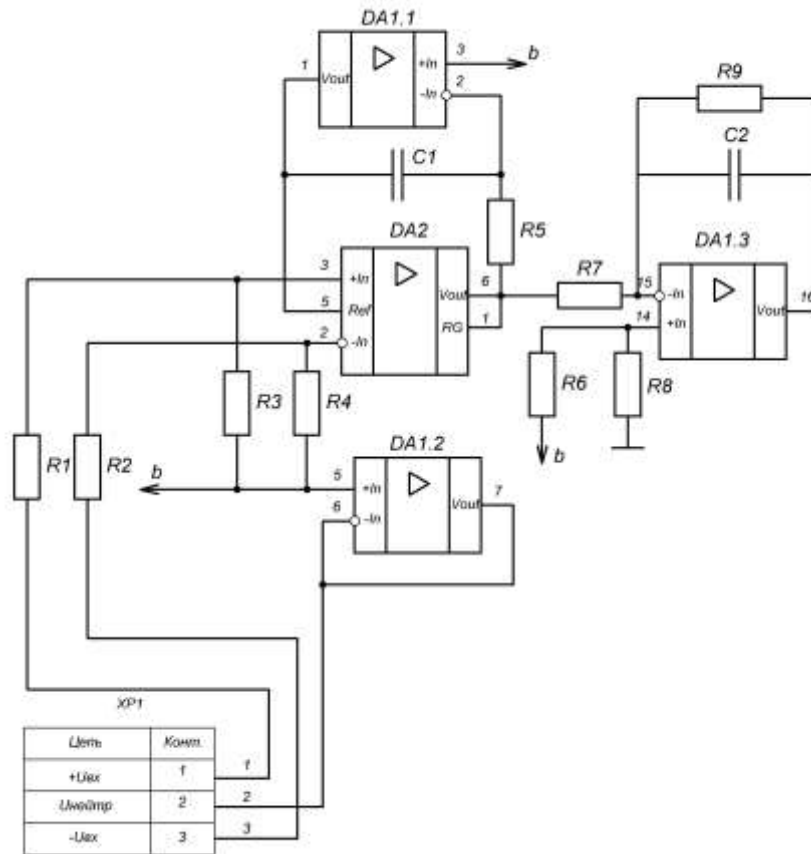 DA1.1
1
Vout
+In
3
b
-In
2
R9
C1
C2
DA2
R5
DA1.3
3
+In
R7
5
Ref
Vout
6
15
-In
Vout
16
2
-In
RG
1
14
+In
R3
R4
R6
R8
DA1.2
R1
R2
b
5
+In
b
6
-In
Vout
7
XP1
Цепь
Конт.
+Uвх
1
1
Uнейтр
2
2
-Uвх
3
3